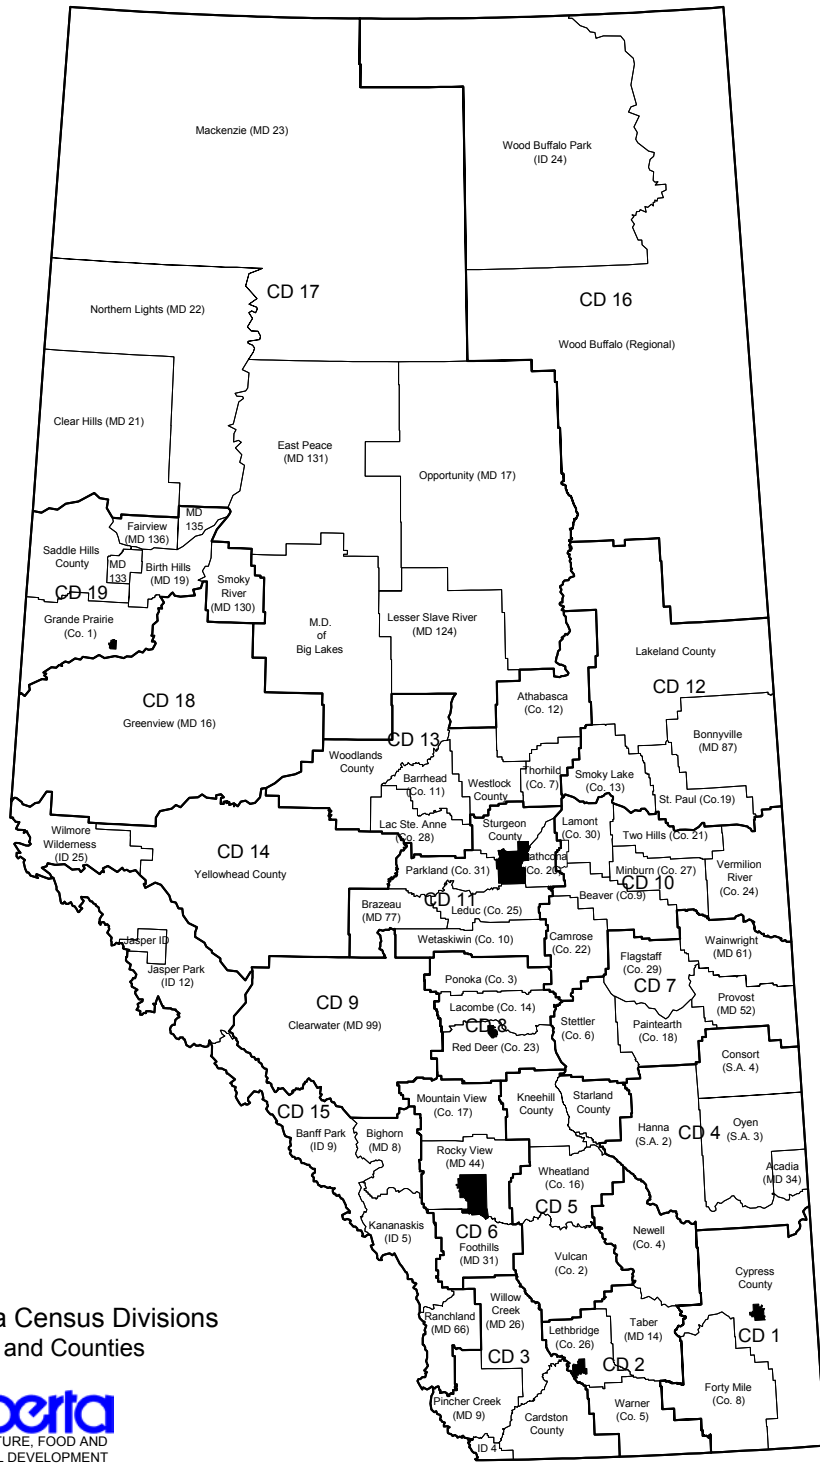 Mackenzie (MD 23)
Wood Buffalo Park
(ID 24)
CD 17
CD 16
Northern Lights (MD 22)
Wood Buffalo (Regional)
Clear Hills (MD 21)
East Peace
(MD 131)
Opportunity (MD 17)
MD
135
Fairview
(MD 136)
Saddle Hills
County
MD
133
Birth Hills
(MD 19)
CD 19
Smoky
River
(MD 130)
Grande Prairie
(Co. 1)
M.D.
of
Big Lakes
Lesser Slave River
(MD 124)
Lakeland County
CD 12
CD 18
Greenview (MD 16)
Athabasca
(Co. 12)
Bonnyville
(MD 87)
CD 13
Woodlands
County
Barrhead
(Co. 11)
Westlock
County
Thorhild
(Co. 7)
Smoky Lake
(Co. 13)
St. Paul (Co.19)
Wilmore
Wilderness
(ID 25)
CD 14
Yellowhead County
Lac Ste. Anne
(Co. 28)
Sturgeon
County
Lamont
(Co. 30)
Two Hills (Co. 21)
Parkland (Co. 31)
athcona
(Co. 20)
Minburn (Co. 27)
CD 10
Vermilion
River
(Co. 24)
Beaver (Co.9)
CD 11
Brazeau
(MD 77)
Leduc (Co. 25)
Wetaskiwin (Co. 10)
Camrose
(Co. 22)
Wainwright
(MD 61)
Jasper ID
Jasper Park
(ID 12)
Flagstaff
(Co. 29)
CD 7
Ponoka (Co. 3)
CD 9
Clearwater (MD 99)
Lacombe (Co. 14)
CD 8
Red Deer (Co. 23)
Stettler
(Co. 6)
Paintearth
(Co. 18)
Provost
(MD 52)
Consort
(S.A. 4)
CD 15
Banff Park
(ID 9)
Bighorn
(MD 8)
Mountain View
(Co. 17)
Kneehill
County
Starland
County
Hanna
(S.A. 2)
CD 4
Oyen
(S.A. 3)
Acadia
(MD 34)
Rocky View
(MD 44)
Wheatland
(Co. 16)
CD 5
Kananaskis
(ID 5)
CD 6
Foothills
(MD 31)
Vulcan
(Co. 2)
Newell
(Co. 4)
Cypress
County
CD 1
Ranchland
(MD 66)
Willow
Creek
(MD 26)
Lethbridge
(Co. 26)
Taber
(MD 14)
CD 3
CD 2
Pincher Creek
(MD 9)
Cardston
County
Warner
(Co. 5)
Forty Mile
(Co. 8)
ID 4
a Census Divisions
and Counties
berta
TURE, FOOD AND
L DEVELOPMENT